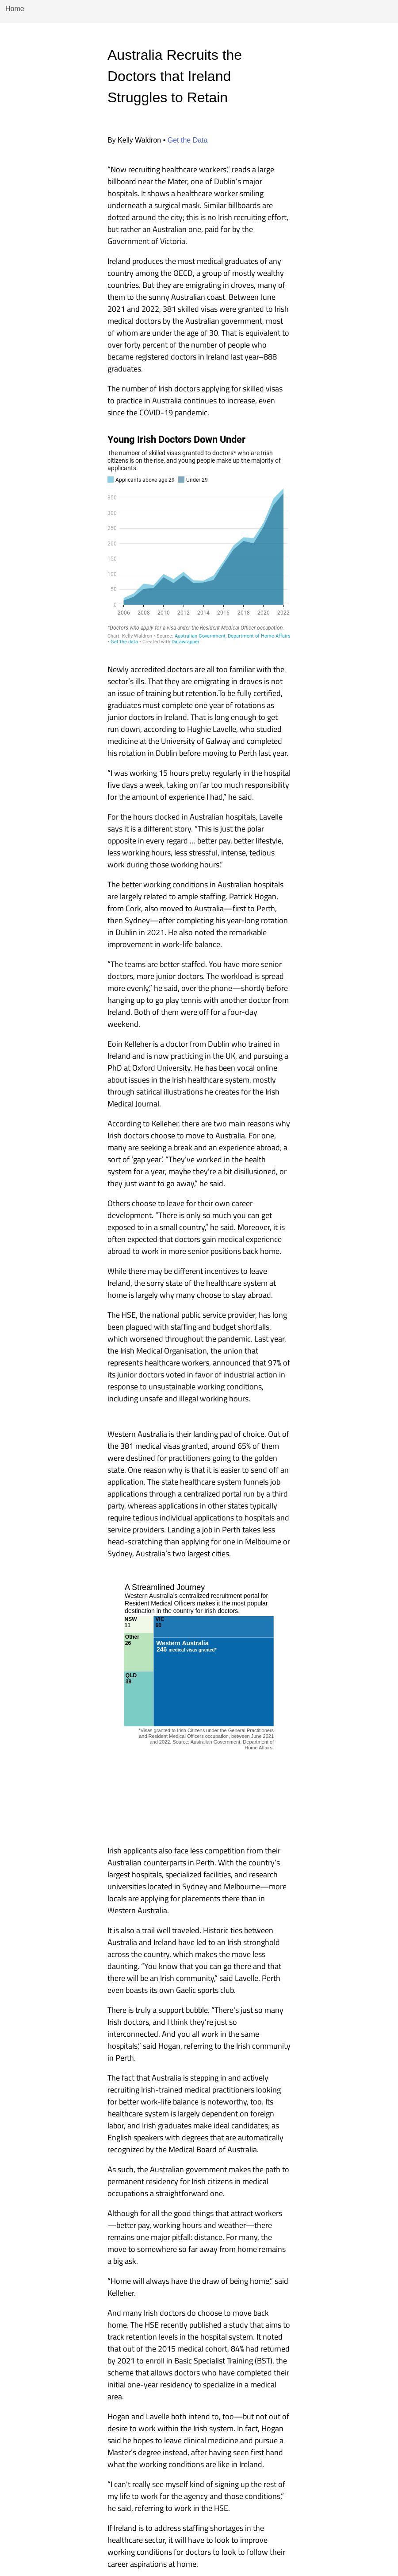 Home
Australia Recruits the
Doctors that Ireland
Struggles to Retain
By Kelly Waldron • Get the Data
“Now recruiting healthcare workers,” reads a large
billboard near the Mater, one of Dublin’s major
hospitals. It shows a healthcare worker smiling
underneath a surgical mask. Similar billboards are
dotted around the city; this is no Irish recruiting effort,
but rather an Australian one, paid for by the
Government of Victoria.
Ireland produces the most medical graduates of any
country among the OECD, a group of mostly wealthy
countries. But they are emigrating in droves, many of
them to the sunny Australian coast. Between June
2021 and 2022, 381 skilled visas were granted to Irish
medical doctors by the Australian government, most
of whom are under the age of 30. That is equivalent to
over forty percent of the number of people who
became registered doctors in Ireland last year–888
graduates.
The number of Irish doctors applying for skilled visas
to practice in Australia continues to increase, even
since the COVID-19 pandemic.
Young Irish Doctors Down Under
The number of skilled visas granted to doctors* who are Irish
citizens is on the rise, and young people make up the majority of
applicants.
Applicants above age 29 Under 29
350
300
250
200
150
100
50
0
2006 2008 2010 2012 2014 2016 2018 2020 2022
*Doctors who apply for a visa under the Resident Medical Officer occupation.
Chart: Kelly Waldron • Source: Australian Government, Department of Home Affairs
• Get the data • Created with Datawrapper
Newly accredited doctors are all too familiar with the
sector’s ills. That they are emigrating in droves is not
an issue of training but retention.To be fully certified,
graduates must complete one year of rotations as
junior doctors in Ireland. That is long enough to get
run down, according to Hughie Lavelle, who studied
medicine at the University of Galway and completed
his rotation in Dublin before moving to Perth last year.
“I was working 15 hours pretty regularly in the hospital
five days a week, taking on far too much responsibility
for the amount of experience I had,” he said.
For the hours clocked in Australian hospitals, Lavelle
says it is a different story. “This is just the polar
opposite in every regard ... better pay, better lifestyle,
less working hours, less stressful, intense, tedious
work during those working hours.”
The better working conditions in Australian hospitals
are largely related to ample staffing. Patrick Hogan,
from Cork, also moved to Australia—first to Perth,
then Sydney—after completing his year-long rotation
in Dublin in 2021. He also noted the remarkable
improvement in work-life balance.
“The teams are better staffed. You have more senior
doctors, more junior doctors. The workload is spread
more evenly,” he said, over the phone—shortly before
hanging up to go play tennis with another doctor from
Ireland. Both of them were off for a four-day
weekend.
Eoin Kelleher is a doctor from Dublin who trained in
Ireland and is now practicing in the UK, and pursuing a
PhD at Oxford University. He has been vocal online
about issues in the Irish healthcare system, mostly
through satirical illustrations he creates for the Irish
Medical Journal.
According to Kelleher, there are two main reasons why
Irish doctors choose to move to Australia. For one,
many are seeking a break and an experience abroad; a
sort of ‘gap year’. “They’ve worked in the health
system for a year, maybe they’re a bit disillusioned, or
they just want to go away,” he said.
Others choose to leave for their own career
development. “There is only so much you can get
exposed to in a small country,” he said. Moreover, it is
often expected that doctors gain medical experience
abroad to work in more senior positions back home.
While there may be different incentives to leave
Ireland, the sorry state of the healthcare system at
home is largely why many choose to stay abroad.
The HSE, the national public service provider, has long
been plagued with staffing and budget shortfalls,
which worsened throughout the pandemic. Last year,
the Irish Medical Organisation, the union that
represents healthcare workers, announced that 97% of
its junior doctors voted in favor of industrial action in
response to unsustainable working conditions,
including unsafe and illegal working hours.
Western Australia is their landing pad of choice. Out of
the 381 medical visas granted, around 65% of them
were destined for practitioners going to the golden
state. One reason why is that it is easier to send off an
application. The state healthcare system funnels job
applications through a centralized portal run by a third
party, whereas applications in other states typically
require tedious individual applications to hospitals and
service providers. Landing a job in Perth takes less
head-scratching than applying for one in Melbourne or
Sydney, Australia’s two largest cities.
A Streamlined Journey
Western Australia's centralized recruitment portal for
Resident Medical Officers makes it the most popular
destination in the country for Irish doctors.
NSW
11
VIC
60
Other
26
Western Australia
246 medical visas granted*
QLD
38
*Visas granted to Irish Citizens under the General Practitioners
and Resident Medical Officers occupation, between June 2021
and 2022. Source: Australian Government, Department of
Home Affairs.
Irish applicants also face less competition from their
Australian counterparts in Perth. With the country’s
largest hospitals, specialized facilities, and research
universities located in Sydney and Melbourne—more
locals are applying for placements there than in
Western Australia.
It is also a trail well traveled. Historic ties between
Australia and Ireland have led to an Irish stronghold
across the country, which makes the move less
daunting. “You know that you can go there and that
there will be an Irish community,” said Lavelle. Perth
even boasts its own Gaelic sports club.
There is truly a support bubble. “There’s just so many
Irish doctors, and I think they’re just so
interconnected. And you all work in the same
hospitals,” said Hogan, referring to the Irish community
in Perth.
The fact that Australia is stepping in and actively
recruiting Irish-trained medical practitioners looking
for better work-life balance is noteworthy, too. Its
healthcare system is largely dependent on foreign
labor, and Irish graduates make ideal candidates; as
English speakers with degrees that are automatically
recognized by the Medical Board of Australia.
As such, the Australian government makes the path to
permanent residency for Irish citizens in medical
occupations a straightforward one.
Although for all the good things that attract workers
—better pay, working hours and weather—there
remains one major pitfall: distance. For many, the
move to somewhere so far away from home remains
a big ask.
“Home will always have the draw of being home,” said
Kelleher.
And many Irish doctors do choose to move back
home. The HSE recently published a study that aims to
track retention levels in the hospital system. It noted
that out of the 2015 medical cohort, 84% had returned
by 2021 to enroll in Basic Specialist Training (BST), the
scheme that allows doctors who have completed their
initial one-year residency to specialize in a medical
area.
Hogan and Lavelle both intend to, too—but not out of
desire to work within the Irish system. In fact, Hogan
said he hopes to leave clinical medicine and pursue a
Master’s degree instead, after having seen first hand
what the working conditions are like in Ireland.
“I can’t really see myself kind of signing up the rest of
my life to work for the agency and those conditions,”
he said, referring to work in the HSE.
If Ireland is to address staffing shortages in the
healthcare sector, it will have to look to improve
working conditions for doctors to look to follow their
career aspirations at home.